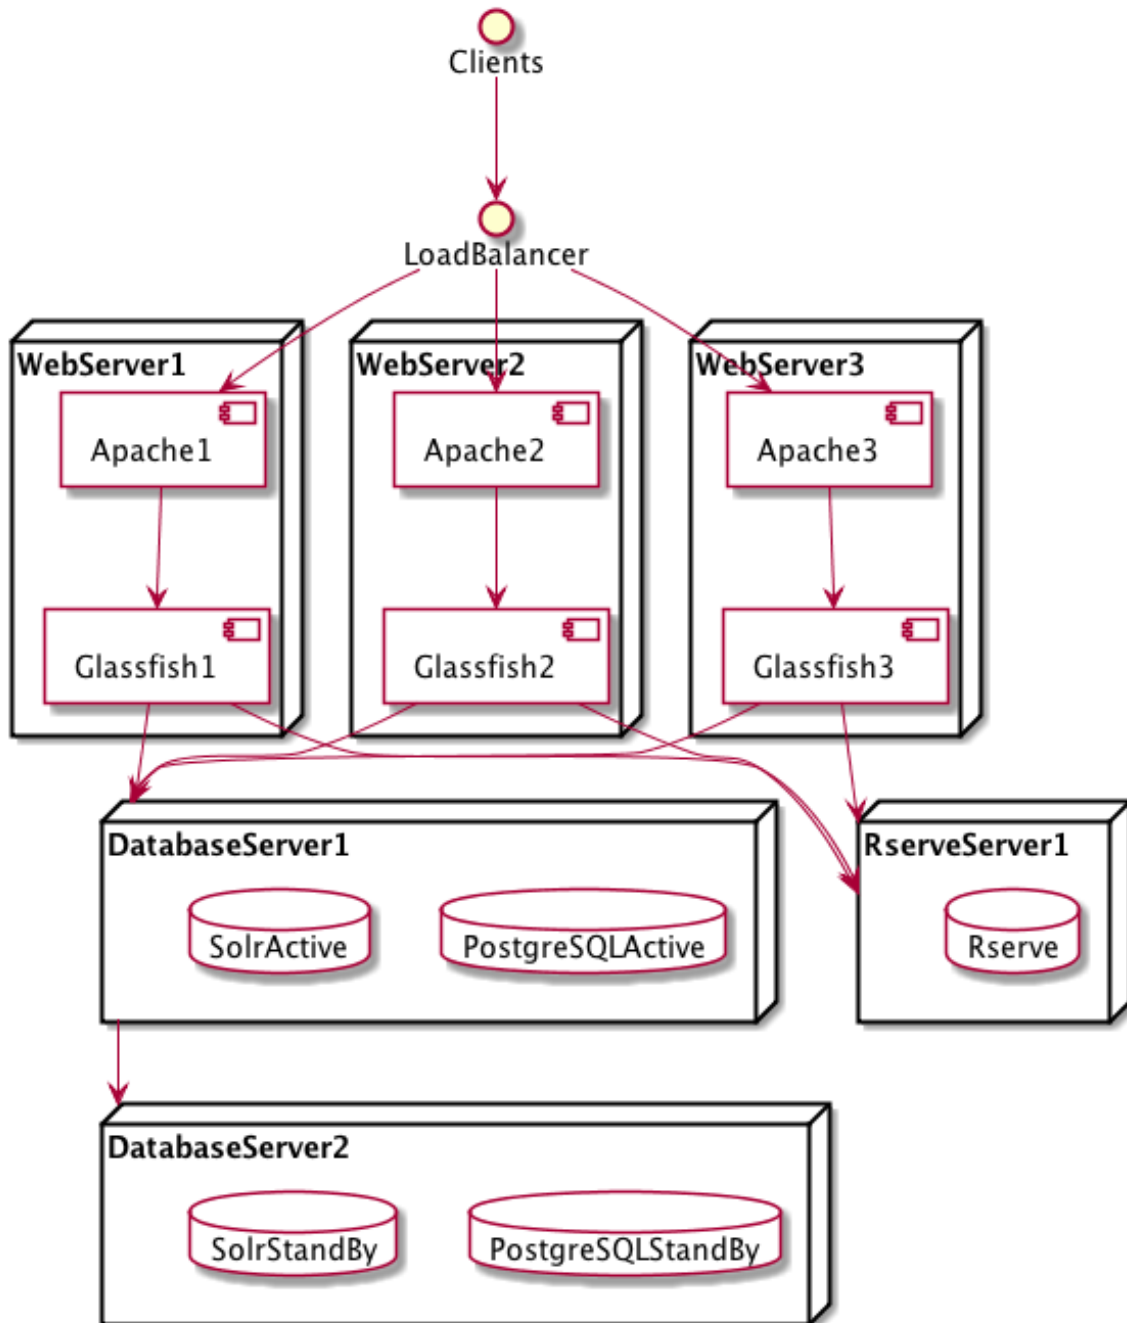 Clients
LoadBalancer
WebServer1
WebServer2
WebServer3
Apache1
Apache2
Apache3
Glassfish1
Glassfish2
Glassfish3
DatabaseServer1
RserveServer1
SolrActive
PostgreSQLActive
Rserve
DatabaseServer2
SolrStandBy
PostgreSQLStandBy